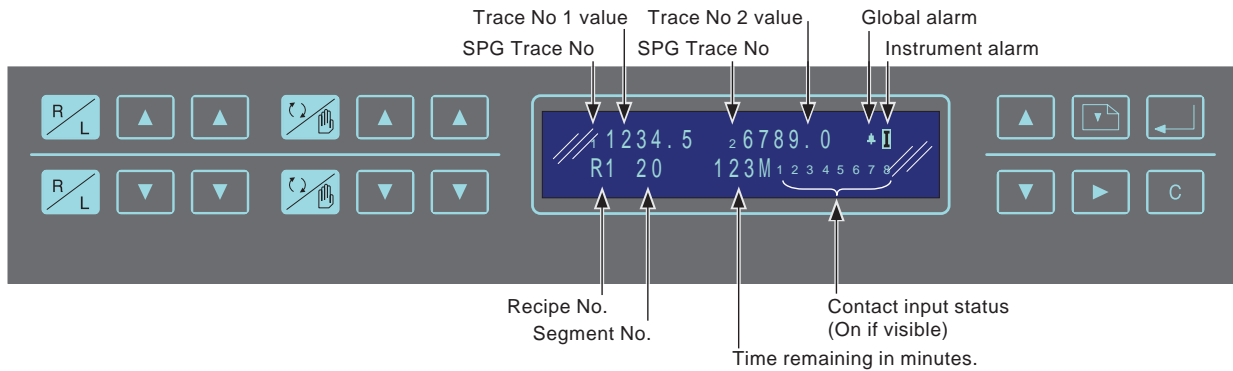 Trace No 1 value Trace No 2 value Global alarm
SPG Trace No SPG Trace No Instrument alarm
R/L
1 1234.5 2 6789.0 I
R1 20 123M 1 2 3 4 5 6 7 8
R/L
C
Recipe No. Contact input status
Segment No. (On if visible)
Time remaining in minutes.